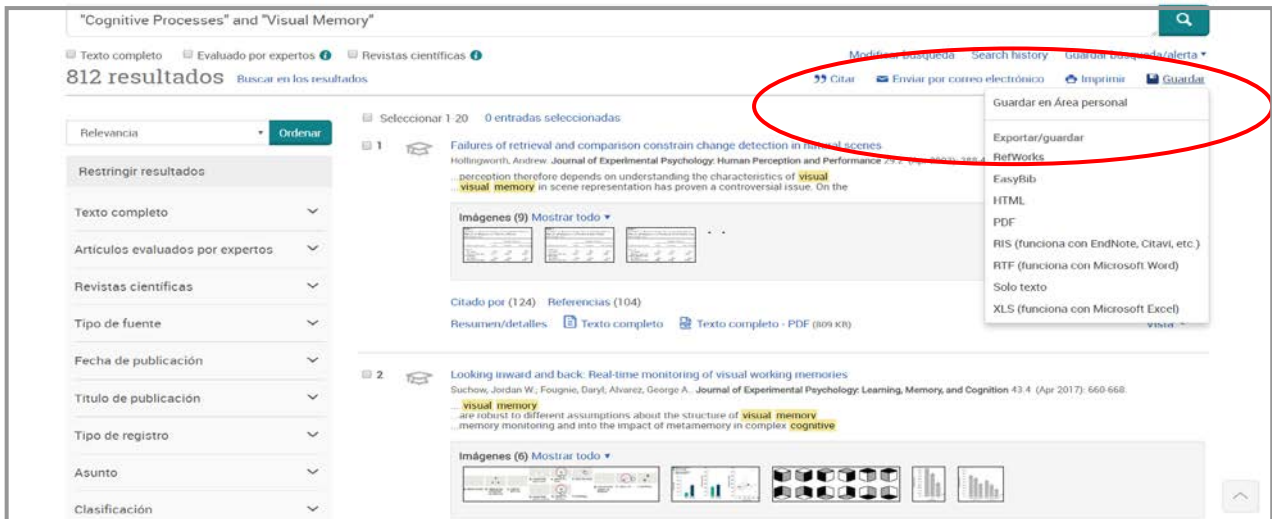 "Cognitive Processes" and "Visual Memory"
Texto completo Evaluado por expertos Revistas científicas
Modificar búsqueda Search history Guardar búsqueda/alerta
812 resultados Buscar en los resultados
Citar Enviar por correo electrónico Imprimir Guardar
Guardar en Área personal
Exportar/guardar
RefWorks
EasyBib
HTML
PDF
RIS (funciona con EndNote, Citavi, etc.)
RTF (funciona con Microsoft Word)
Solo texto
XLS (funciona con Microsoft Excel)
Relevancia Ordenar
Restringir resultados
Texto completo
Artículos evaluados por expertos
Revistas científicas
Tipo de fuente
Fecha de publicación
Título de publicación
Tipo de registro
Asunto
Clasificación
Seleccionar 1-20 0 entradas seleccionadas
1 Failures of retrieval and comparison constrain change detection in natural scenes
Hollingworth, Andrew. Journal of Experimental Psychology: Human Perception and Performance
...perception therefore depends on understanding the characteristics of visual
...visual memory in scene representation has proven a controversial issue. On the
Imágenes (9) Mostrar todo
Citado por (124) Referencias (104)
Resumen/detalles Texto completo Texto completo - PDF (809 KB)
Vista
2 Looking inward and back: Real-time monitoring of visual working memories
Suchow, Jordan W.; Fougnie, Daryl; Alvarez, George A. Journal of Experimental Psychology: Learning, Memory, and Cognition 43.4 (Apr 2017): 660-668.
...visual memory
...are robust to different assumptions about the structure of visual memory
...memory monitoring and into the impact of metamemory in complex cognitive
Imágenes (6) Mostrar todo